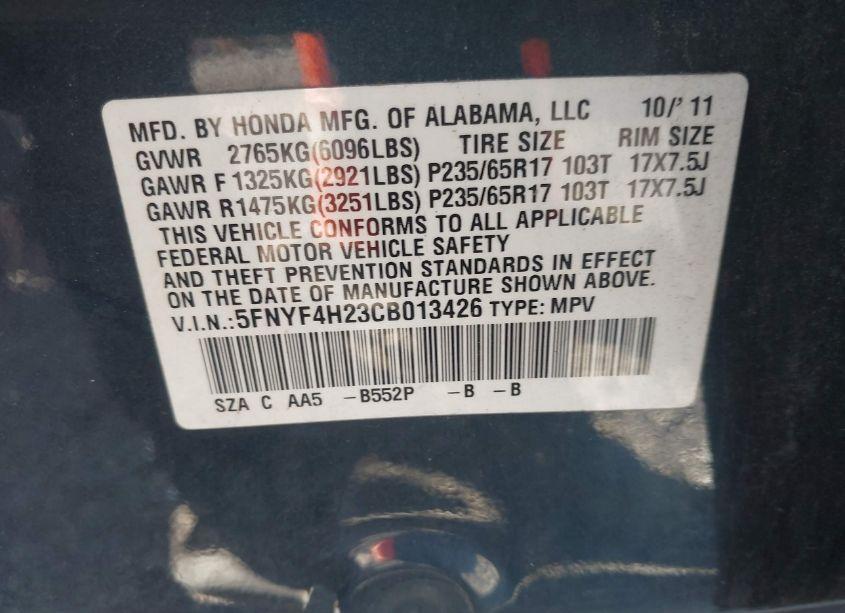 MFD. BY HONDA MFG. OF ALABAMA, LLC 10/'11
GVWR 2765KG(6096LBS) TIRE SIZE RIM SIZE
GAWR F 1325KG(2921LBS) P235/65R17 103T 17X7.5J
GAWR R1475KG(3251LBS) P235/65R17 103T 17X7.5J
THIS VEHICLE CONFORMS TO ALL APPLICABLE
FEDERAL MOTOR VEHICLE SAFETY
AND THEFT PREVENTION STANDARDS IN EFFECT
ON THE DATE OF MANUFACTURE SHOWN ABOVE.
V.I.N.:5FNYF4H23CB013426 TYPE: MPV
SZA C AA5 -B552P -B -B